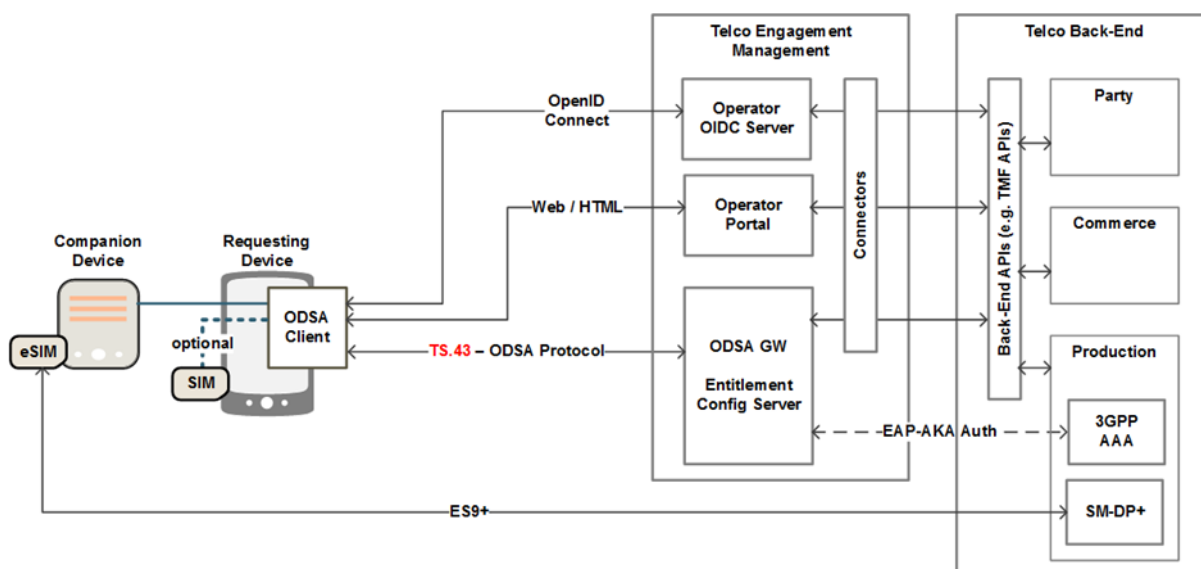 Telco Engagement
Management
Telco Back-End
OpenID
Connect
Operator
OIDC Server
Party
Web / HTML
Operator
Portal
Connectors
Back-End APIs (e.g. TMF APIs)
Commerce
Companion
Device
Requesting
Device
ODSA
Client
eSIM
optional
SIM
TS.43 – ODSA Protocol
ODSA GW
Entitlement
Config Server
Production
EAP-AKA Auth
3GPP
AAA
ES9+
SM-DP+